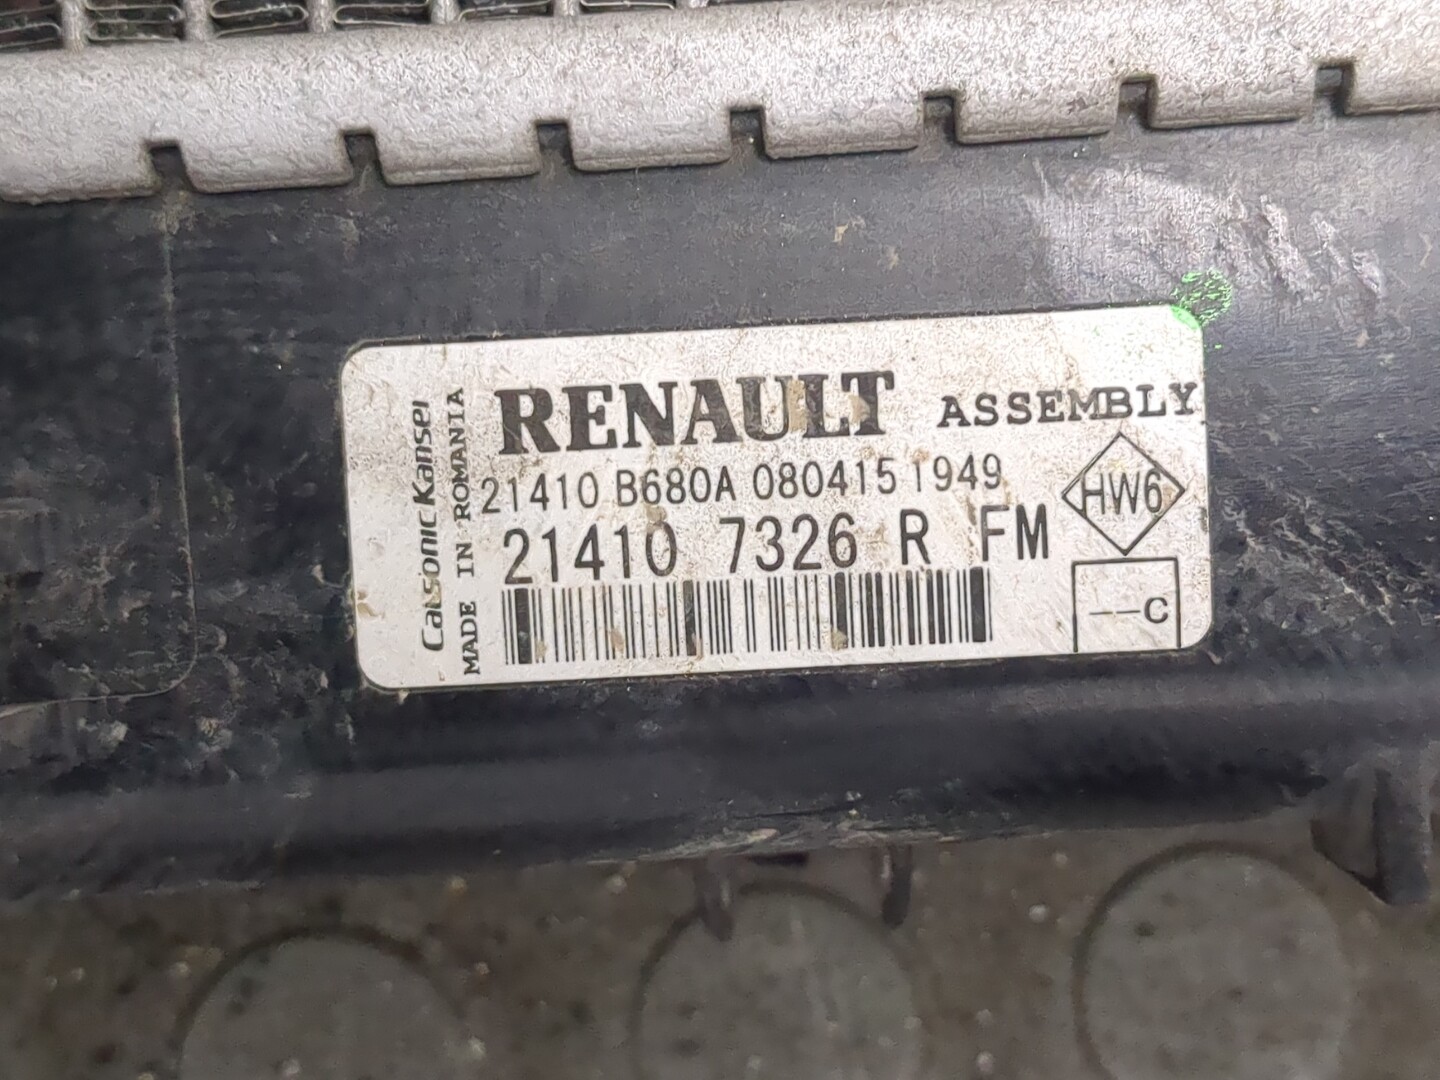 RENAULT ASSEMBLY
21410 B680A 080415 1949
21410 7326 R FM
HW6
--C
Calsonic Kansei
MADE IN ROMANIA